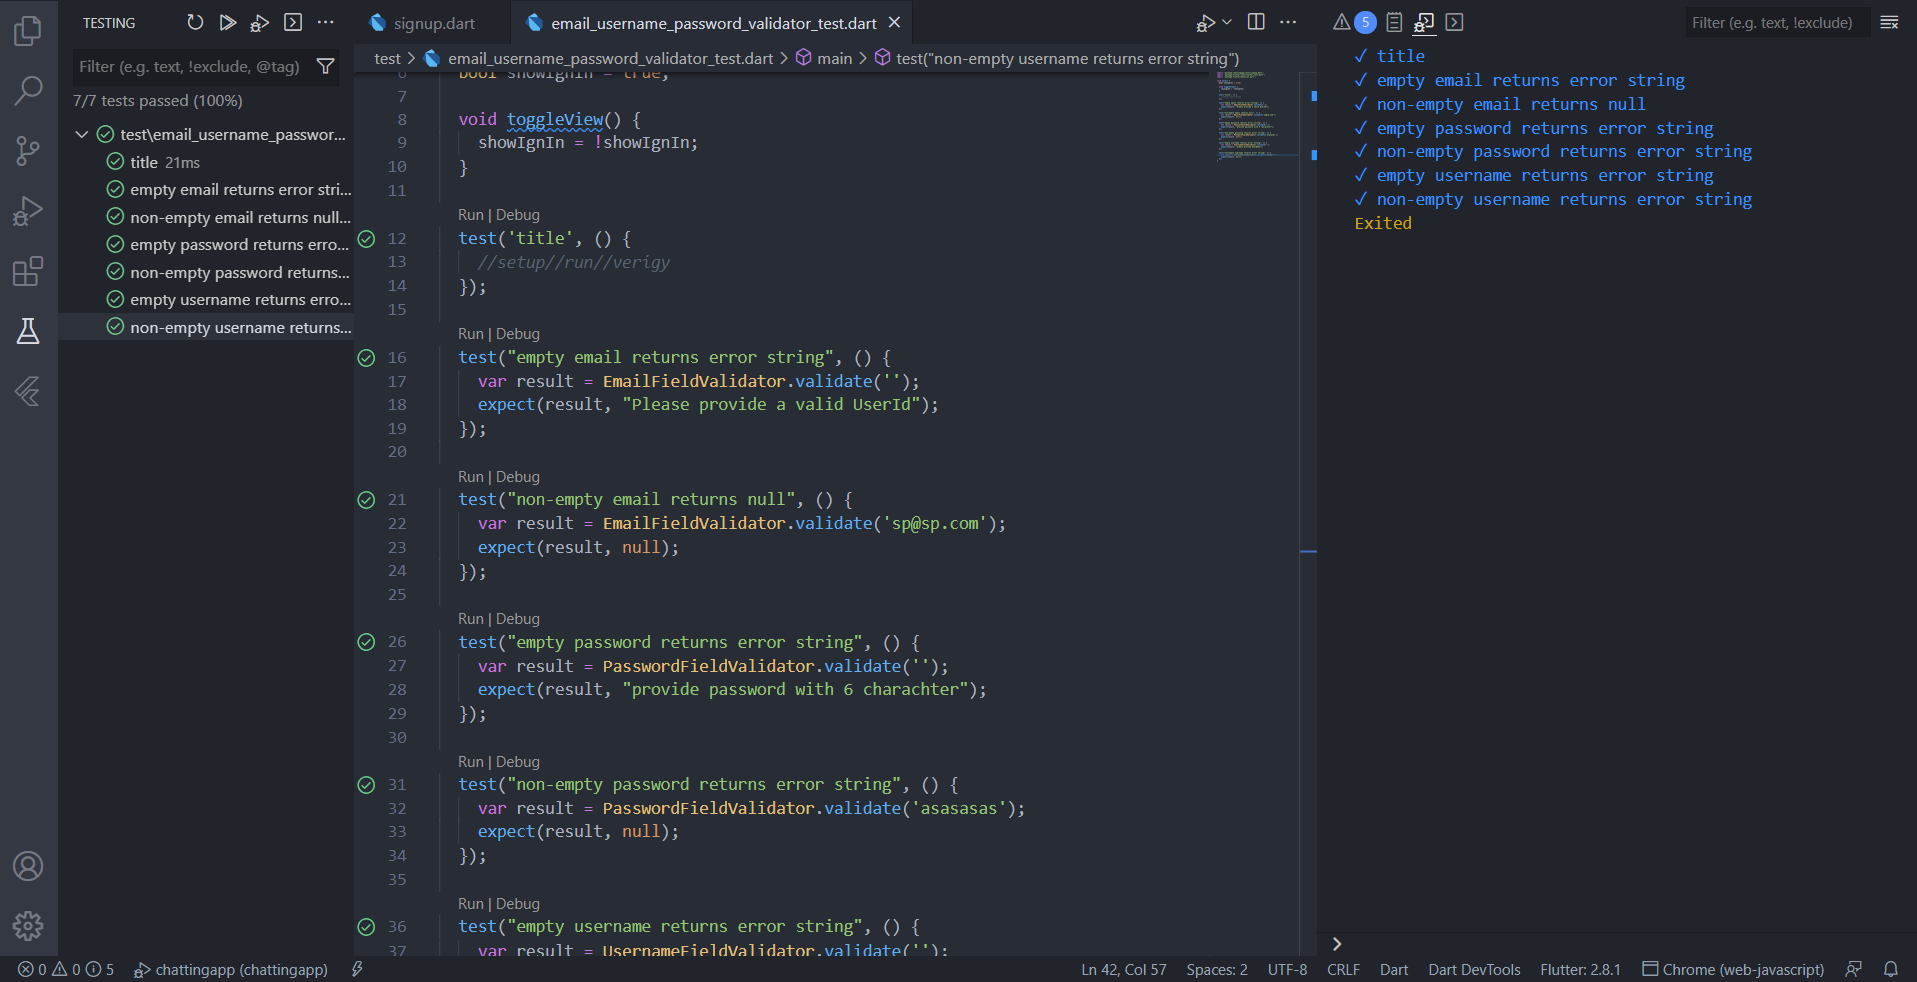 TESTING
Filter (e.g. text, !exclude, @tag)
7/7 tests passed (100%)
test\email_username_passwor...
title 21ms
empty email returns error stri...
non-empty email returns null...
empty password returns erro...
non-empty password returns...
empty username returns erro...
non-empty username returns...
signup.dart
email_username_password_validator_test.dart
test > email_username_password_validator_test.dart > main > test("non-empty username returns error string")
6 bool showIgnIn = true;
7
8 void toggleView() {
9 showIgnIn = !showIgnIn;
10 }
11
Run | Debug
12 test('title', () {
13 //setup//run//verigy
14 });
15
Run | Debug
16 test("empty email returns error string", () {
17 var result = EmailFieldValidator.validate('');
18 expect(result, "Please provide a valid UserId");
19 });
20
Run | Debug
21 test("non-empty email returns null", () {
22 var result = EmailFieldValidator.validate('sp@sp.com');
23 expect(result, null);
24 });
25
Run | Debug
26 test("empty password returns error string", () {
27 var result = PasswordFieldValidator.validate('');
28 expect(result, "provide password with 6 charachter");
29 });
30
Run | Debug
31 test("non-empty password returns error string", () {
32 var result = PasswordFieldValidator.validate('asasasas');
33 expect(result, null);
34 });
35
Run | Debug
36 test("empty username returns error string", () {
37 var result = UsernameFieldValidator.validate('');
5
Filter (e.g. text, !exclude)
✓ title
✓ empty email returns error string
✓ non-empty email returns null
✓ empty password returns error string
✓ non-empty password returns error string
✓ empty username returns error string
✓ non-empty username returns error string
Exited
0 0 5 chattingapp (chattingapp)
Ln 42, Col 57 Spaces: 2 UTF-8 CRLF Dart Dart DevTools Flutter: 2.8.1 Chrome (web-javascript)